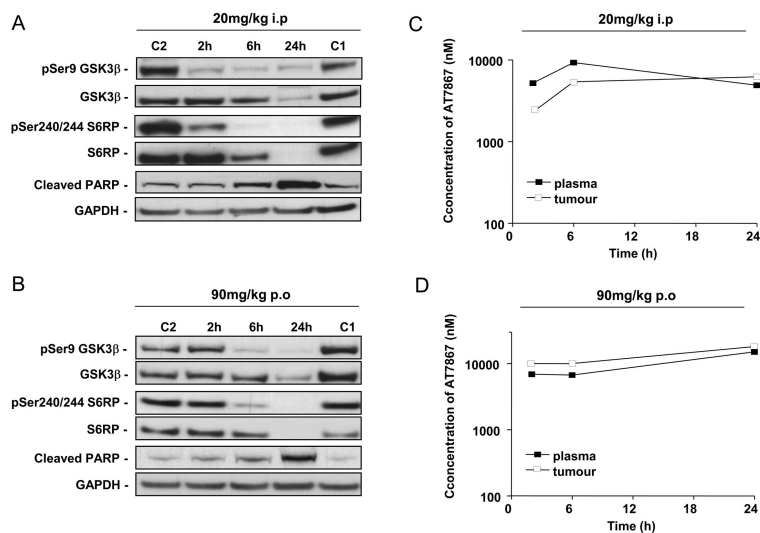 A
20mg/kg i.p
C2 2h 6h 24h C1
pSer9 GSK3β -
GSK3β -
pSer240/244 S6RP -
S6RP -
Cleaved PARP -
GAPDH -
B
90mg/kg p.o
C2 2h 6h 24h C1
pSer9 GSK3β -
GSK3β -
pSer240/244 S6RP -
S6RP -
Cleaved PARP -
GAPDH -
C
20mg/kg i.p
Cconcentration of AT7867 (nM)
10000
1000
100
plasma
tumour
0 6 12 18 24
Time (h)
D
90mg/kg p.o
Cconcentration of AT7867 (nM)
10000
1000
100
plasma
tumour
0 6 12 18 24
Time (h)